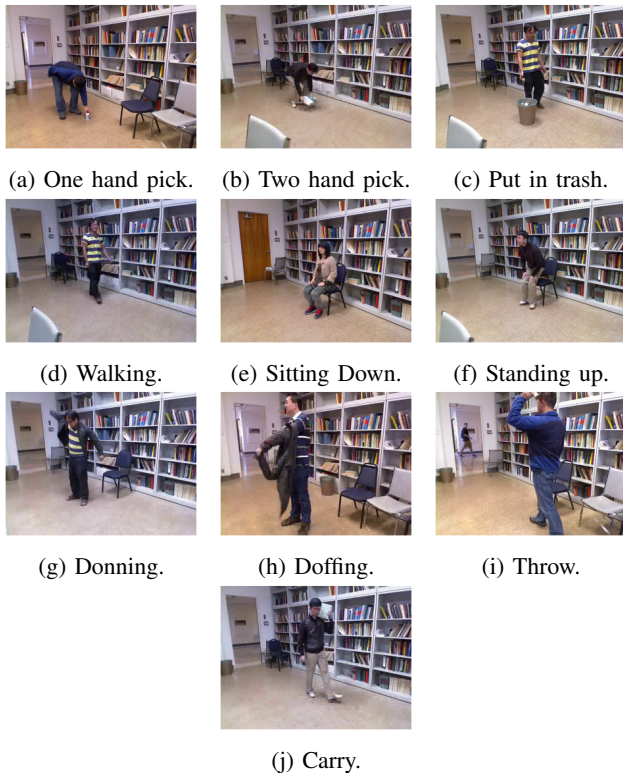 (a) One hand pick.
(b) Two hand pick.
(c) Put in trash.
(d) Walking.
(e) Sitting Down.
(f) Standing up.
(g) Donning.
(h) Doffing.
(i) Throw.
(j) Carry.